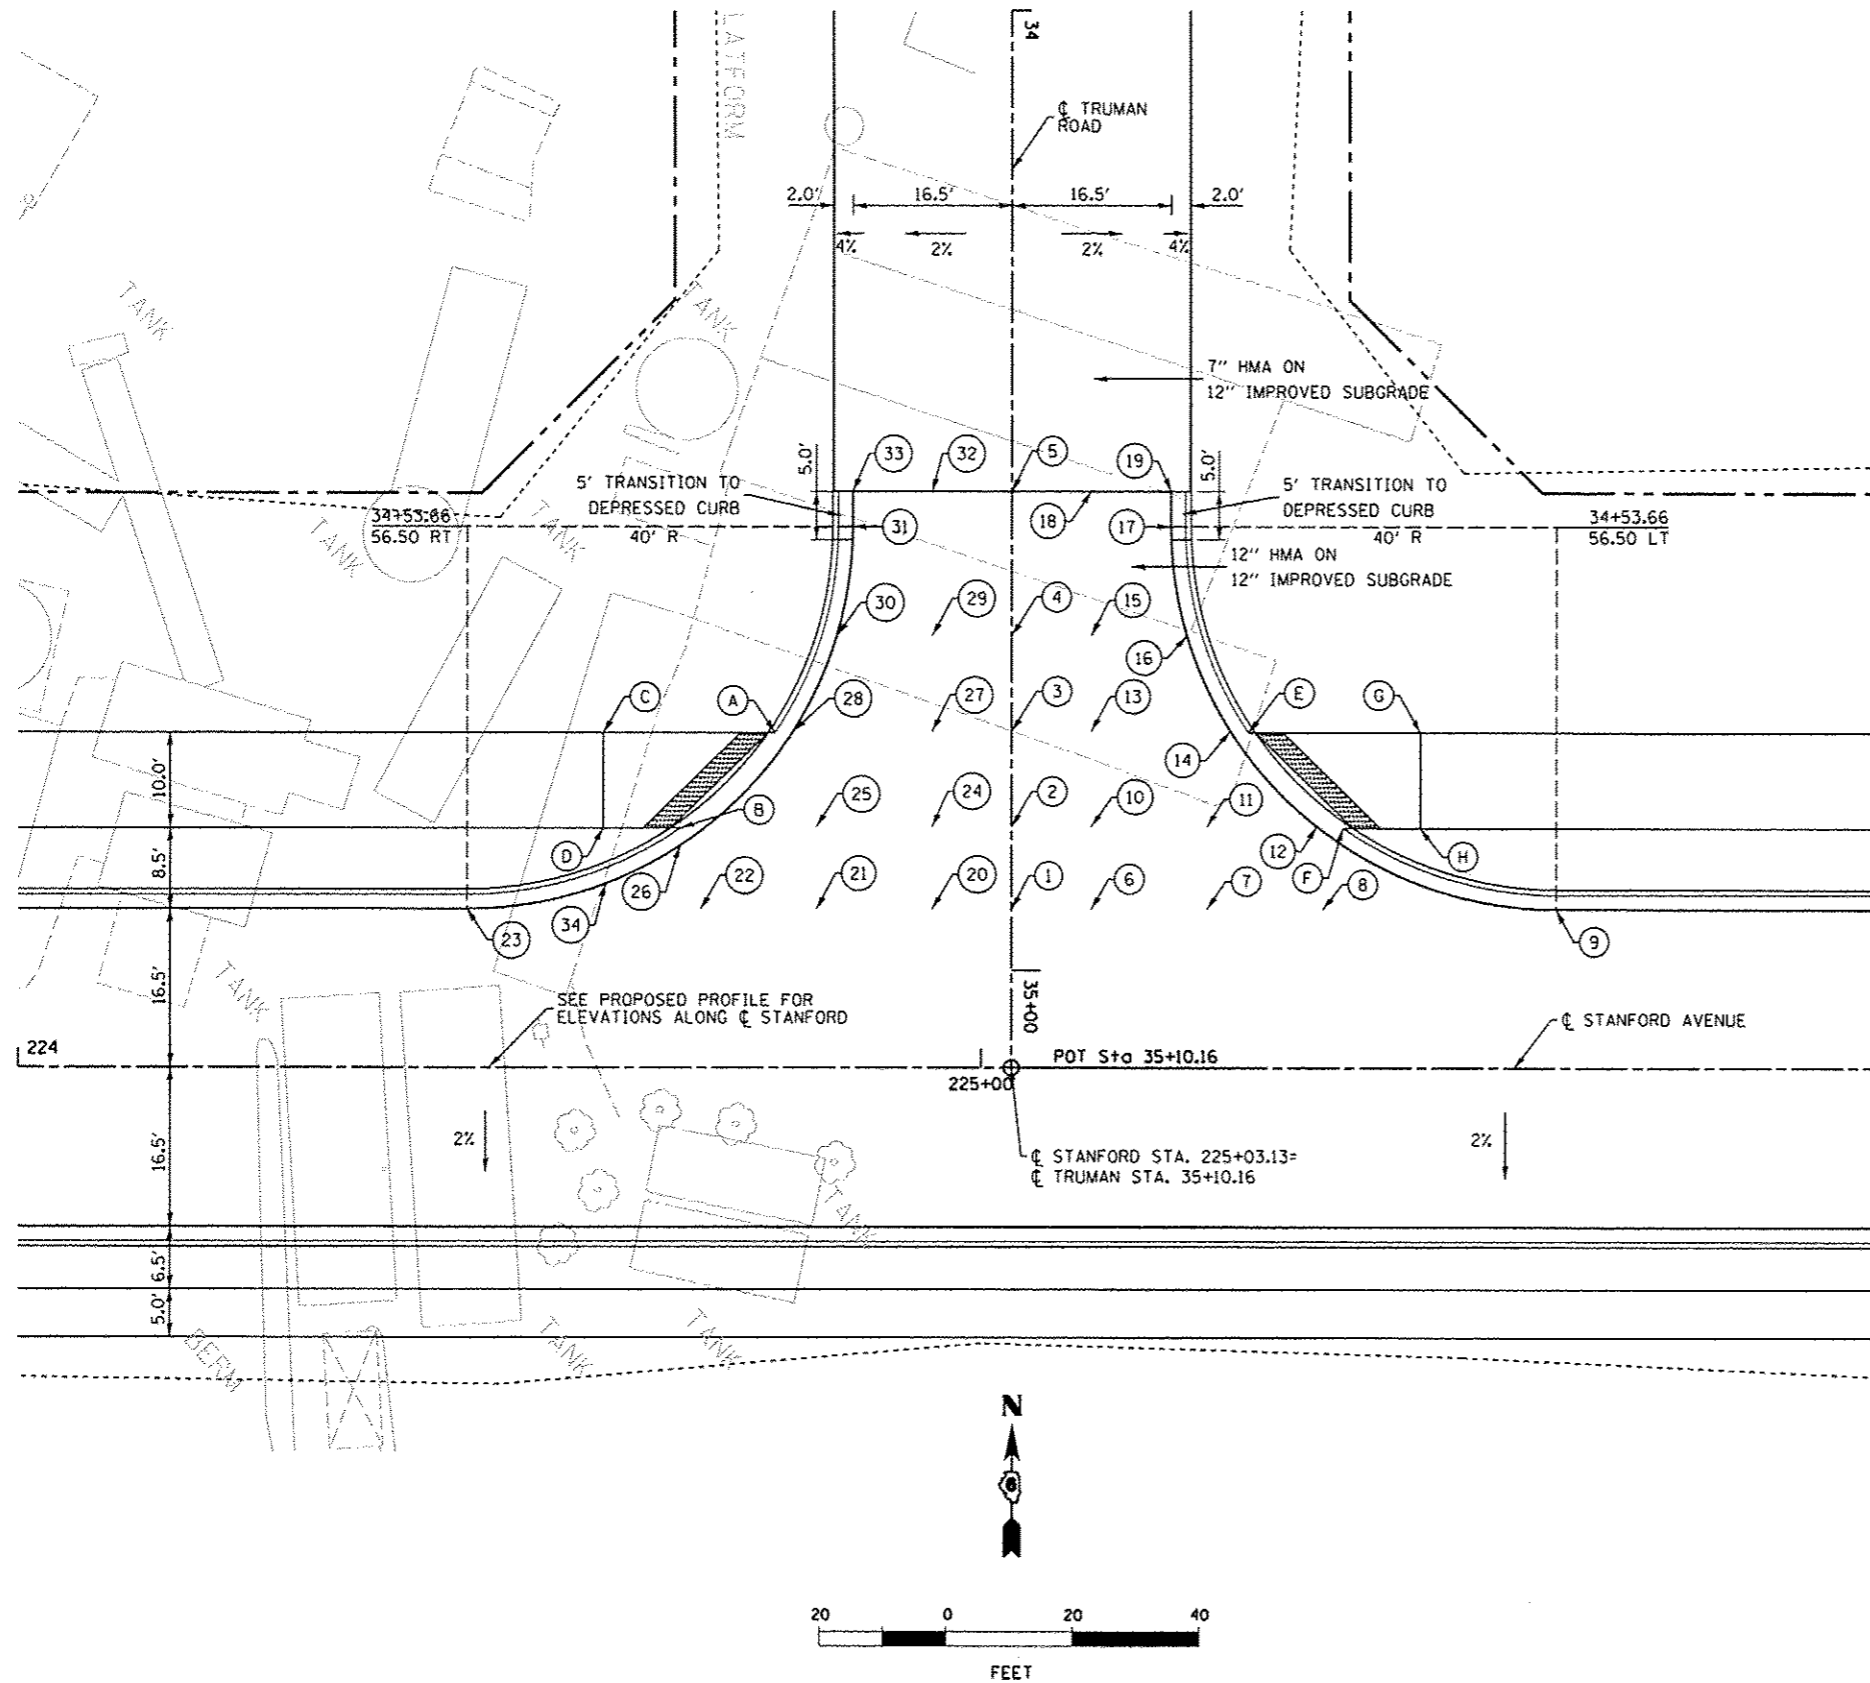 LATFORM
34
℄ TRUMAN
ROAD
2.0'
16.5'
16.5'
2.0'
4%
2%
2%
4%
TANK
TANK
7" HMA ON
12" IMPROVED SUBGRADE
33
32
5
19
5.0'
5.0'
5' TRANSITION TO
DEPRESSED CURB
5' TRANSITION TO
DEPRESSED CURB
18
17
31
34+53.66
56.50 RT
40' R
34+53.66
56.50 LT
40' R
TANK
TANK
12" HMA ON
12" IMPROVED SUBGRADE
30
29
4
15
16
C
A
28
27
3
13
E
G
14
10.0'
25
24
2
10
11
B
D
12
H
8.5'
26
22
21
20
1
6
7
F
8
34
23
9
TANK
16.5'
35+00
SEE PROPOSED PROFILE FOR
ELEVATIONS ALONG ℄ STANFORD
℄ STANFORD AVENUE
224
POT Sta 35+10.16
225+00
2%
2%
16.5'
℄ STANFORD STA. 225+03.13=
℄ TRUMAN STA. 35+10.16
TANK
6.5'
5.0'
BERM
TANK
TANK
N
20
0
20
40
FEET